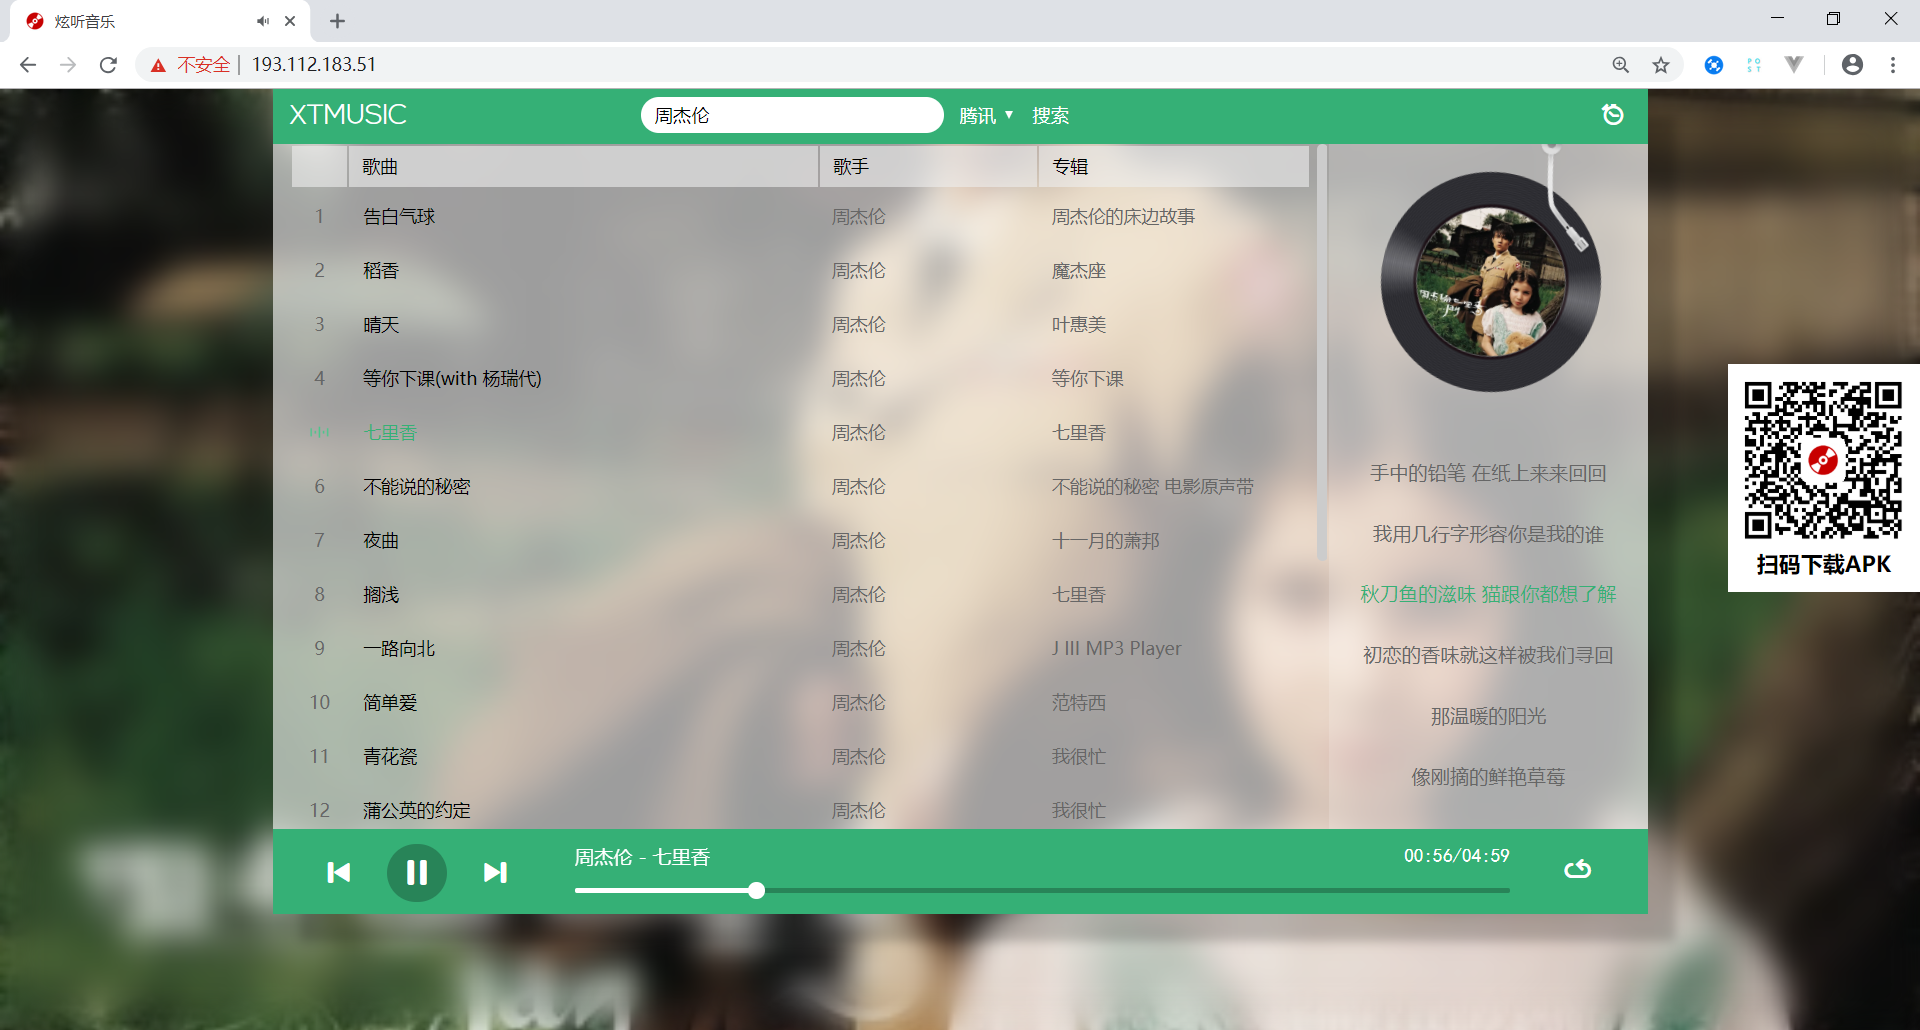 炫听音乐
不安全 193.112.183.51
XTMUSIC 周杰伦 腾讯 ▼ 搜索
歌曲 歌手 专辑
1 告白气球 周杰伦 周杰伦的床边故事
2 稻香 周杰伦 魔杰座
3 晴天 周杰伦 叶惠美
4 等你下课(with 杨瑞代) 周杰伦 等你下课
七里香 周杰伦 七里香
6 不能说的秘密 周杰伦 不能说的秘密 电影原声带
7 夜曲 周杰伦 十一月的萧邦
8 搁浅 周杰伦 七里香
9 一路向北 周杰伦 J III MP3 Player
10 简单爱 周杰伦 范特西
11 青花瓷 周杰伦 我很忙
12 蒲公英的约定 周杰伦 我很忙
手中的铅笔 在纸上来来回回
我用几行字形容你是我的谁
秋刀鱼的滋味 猫跟你都想了解
初恋的香味就这样被我们寻回
那温暖的阳光
像刚摘的鲜艳草莓
扫码下载APK
周杰伦 - 七里香
00:56/04:59